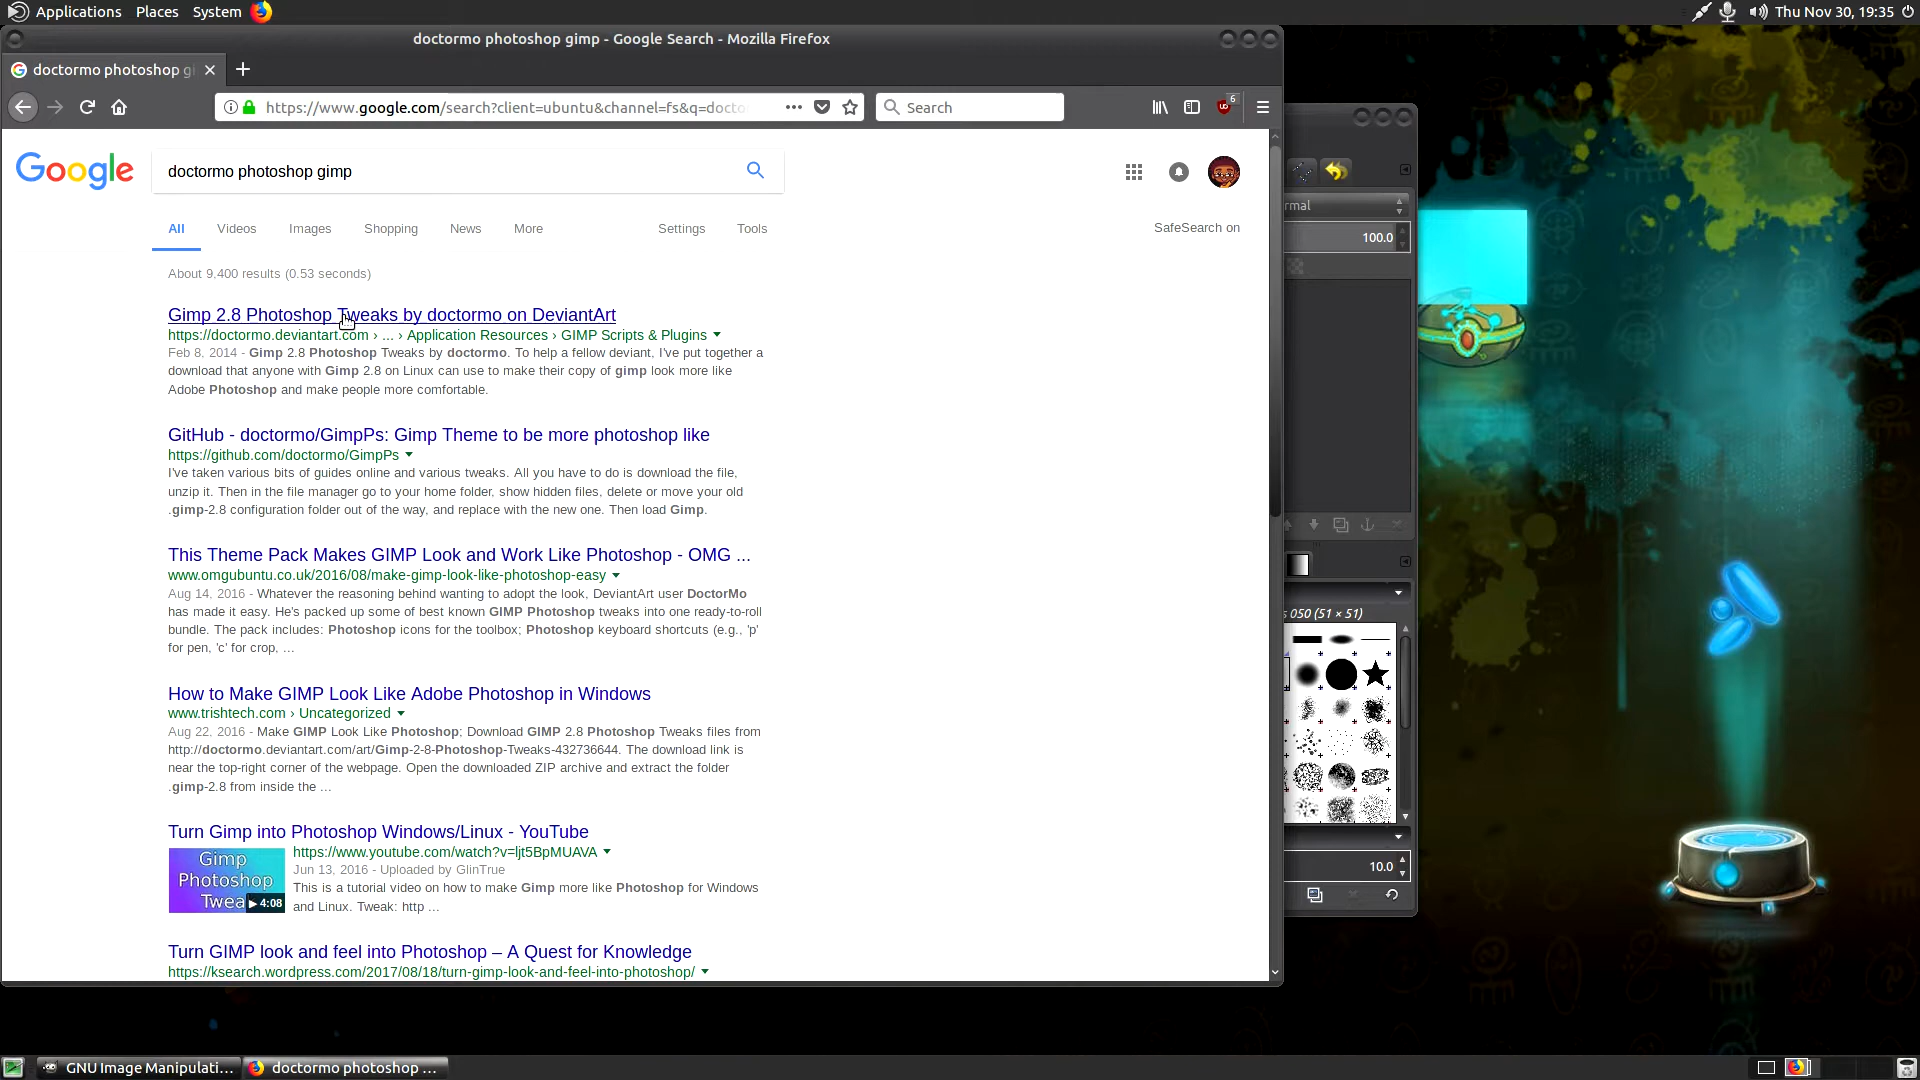 Applications Places System Thu Nov 30, 19:35
doctormo photoshop gimp - Google Search - Mozilla Firefox
doctormo photoshop gi
https://www.google.com/search?client=ubuntu&channel=fs&q=docto Search 6
Google doctormo photoshop gimp
All Videos Images Shopping News More Settings Tools SafeSearch on
About 9,400 results (0.53 seconds)
Gimp 2.8 Photoshop Tweaks by doctormo on DeviantArt
https://doctormo.deviantart.com › ... › Application Resources › GIMP Scripts & Plugins
Feb 8, 2014 - Gimp 2.8 Photoshop Tweaks by doctormo. To help a fellow deviant, I've put together a
download that anyone with Gimp 2.8 on Linux can use to make their copy of gimp look more like
Adobe Photoshop and make people more comfortable.
GitHub - doctormo/GimpPs: Gimp Theme to be more photoshop like
https://github.com/doctormo/GimpPs
I've taken various bits of guides online and various tweaks. All you have to do is download the file,
unzip it. Then in the file manager go to your home folder, show hidden files, delete or move your old
.gimp-2.8 configuration folder out of the way, and replace with the new one. Then load Gimp.
This Theme Pack Makes GIMP Look and Work Like Photoshop - OMG ...
www.omgubuntu.co.uk/2016/08/make-gimp-look-like-photoshop-easy
Aug 14, 2016 - Whatever the reasoning behind wanting to adopt the look, DeviantArt user DoctorMo
has made it easy. He's packed up some of best known GIMP Photoshop tweaks into one ready-to-roll
bundle. The pack includes: Photoshop icons for the toolbox; Photoshop keyboard shortcuts (e.g., 'p'
for pen, 'c' for crop, ...
How to Make GIMP Look Like Adobe Photoshop in Windows
www.trishtech.com › Uncategorized
Aug 22, 2016 - Make GIMP Look Like Photoshop; Download GIMP 2.8 Photoshop Tweaks files from
http://doctormo.deviantart.com/art/Gimp-2-8-Photoshop-Tweaks-432736644. The download link is
near the top-right corner of the webpage. Open the downloaded ZIP archive and extract the folder
.gimp-2.8 from inside the ...
Turn Gimp into Photoshop Windows/Linux - YouTube
https://www.youtube.com/watch?v=ljt5BpMUAVA
Jun 13, 2016 - Uploaded by GlinTrue
This is a tutorial video on how to make Gimp more like Photoshop for Windows
and Linux. Tweak: http ...
Gimp
Photoshop
Twea 4:08
Turn GIMP look and feel into Photoshop – A Quest for Knowledge
https://ksearch.wordpress.com/2017/08/18/turn-gimp-look-and-feel-into-photoshop/
rmal
100.0
s 050 (51 × 51)
10.0
GNU Image Manipulati... doctormo photoshop ...